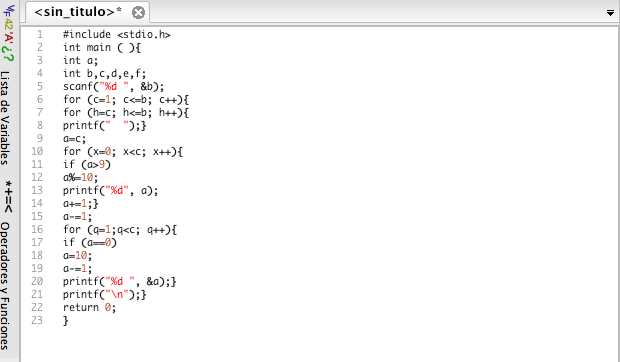 <sin_titulo>*
V/F 42 'A' ¿?
Lista de Variables
*+=<
Operadores y Funciones
1 #include <stdio.h>
2 int main ( ){
3 int a;
4 int b,c,d,e,f;
5 scanf("%d ", &b);
6 for (c=1; c<=b; c++){
7 for (h=c; h<=b; h++){
8 printf("  ");}
9 a=c;
10 for (x=0; x<c; x++){
11 if (a>9)
12 a%=10;
13 printf("%d", a);
14 a+=1;}
15 a-=1;
16 for (q=1;q<c; q++){
17 if (a==0)
18 a=10;
19 a-=1;
20 printf("%d ", &a);}
21 printf("\n");}
22 return 0;
23 }